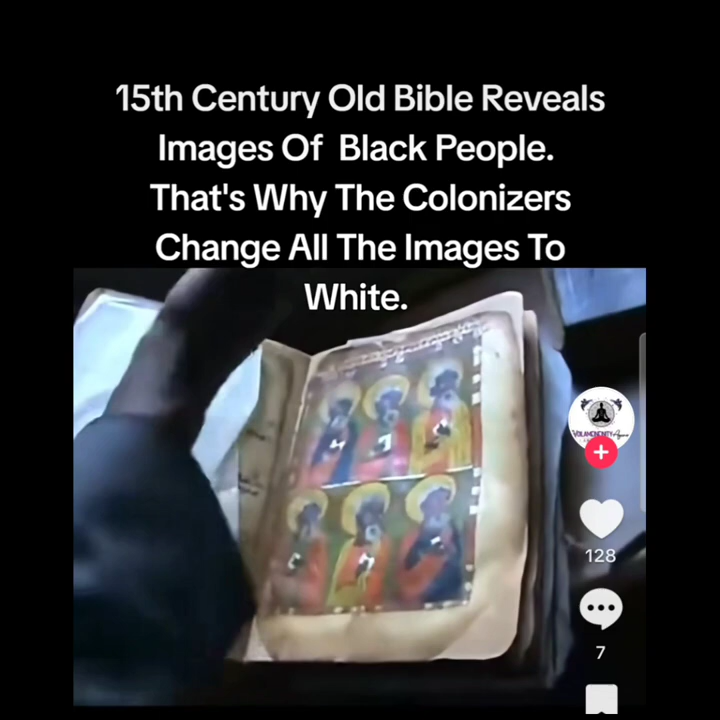 15th Century Old Bible Reveals
Images Of Black People.
That's Why The Colonizers
Change All The Images To
White.
128
7